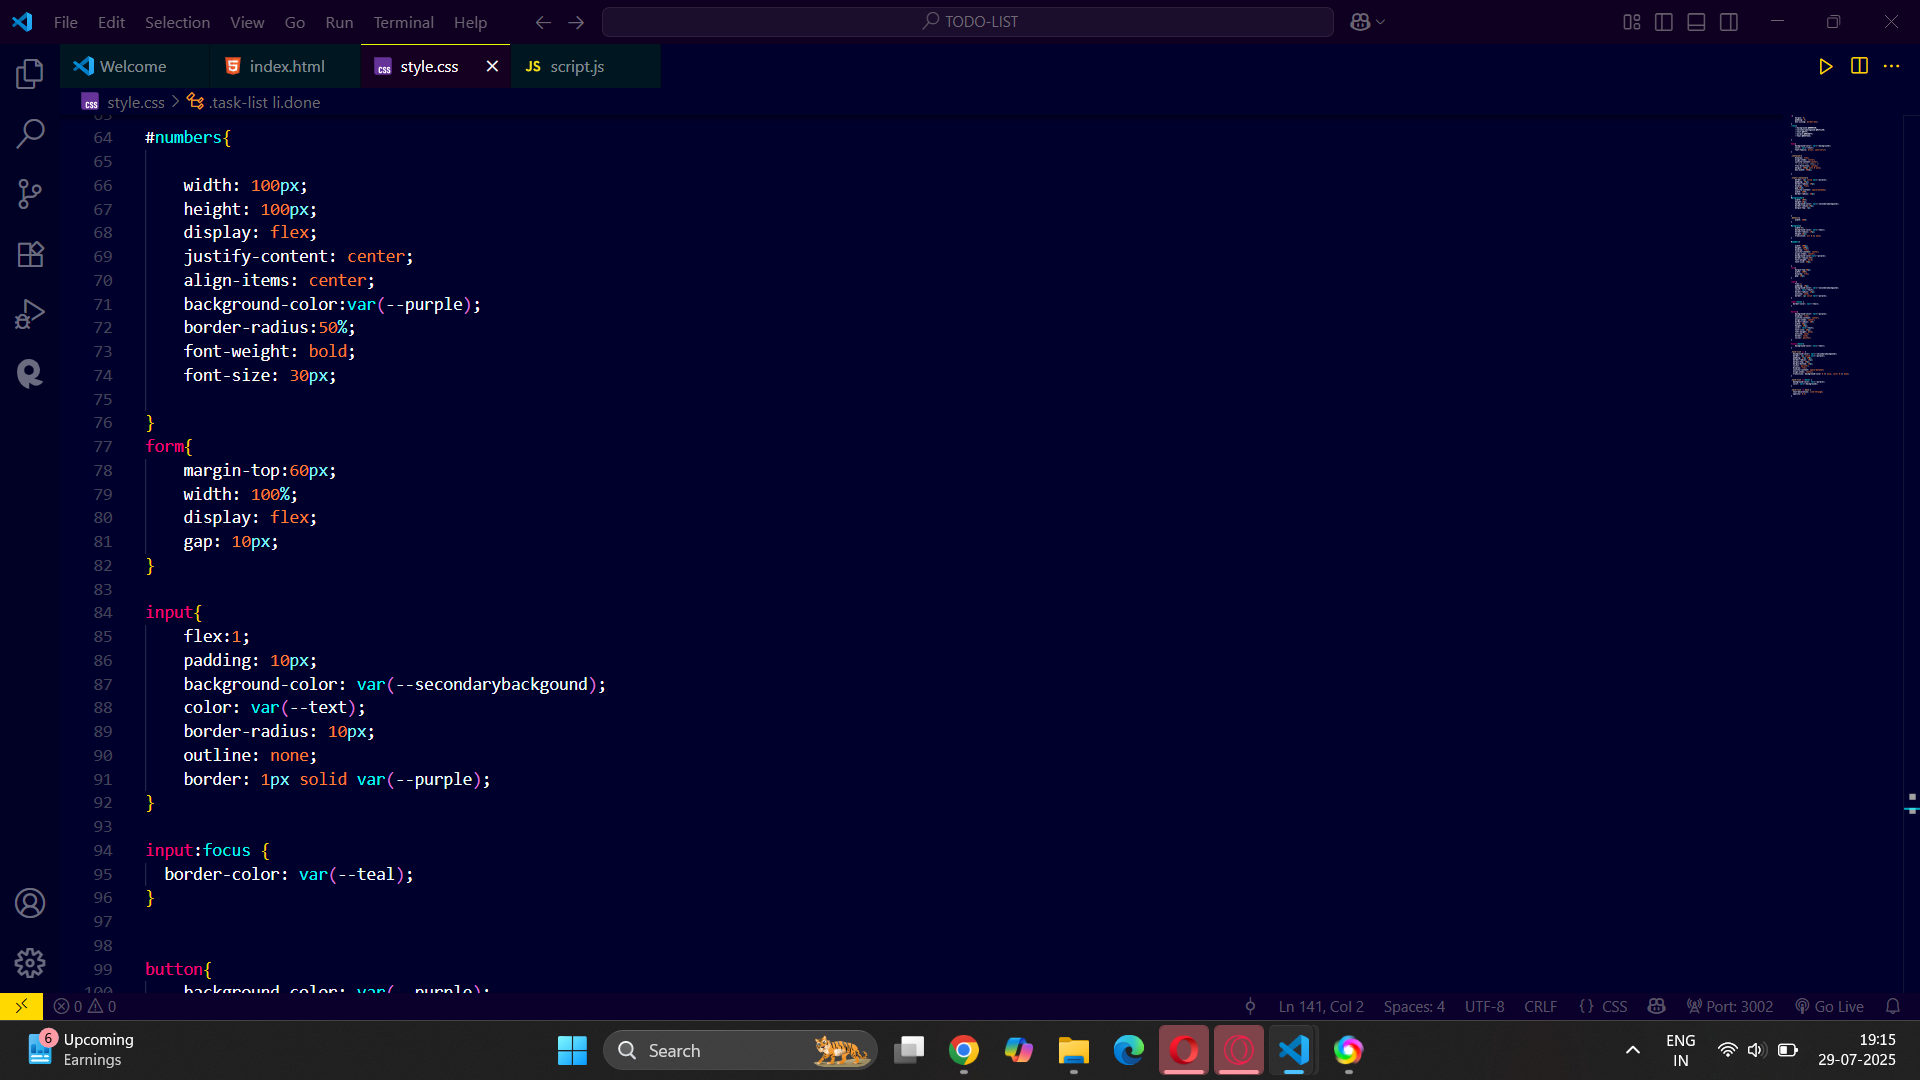 File Edit Selection View Go Run Terminal Help
TODO-LIST
Welcome
index.html
style.css
JS script.js
style.css > .task-list li.done
64 #numbers{
65
66 width: 100px;
67 height: 100px;
68 display: flex;
69 justify-content: center;
70 align-items: center;
71 background-color:var(--purple);
72 border-radius:50%;
73 font-weight: bold;
74 font-size: 30px;
75
76 }
77 form{
78 margin-top:60px;
79 width: 100%;
80 display: flex;
81 gap: 10px;
82 }
83
84 input{
85 flex:1;
86 padding: 10px;
87 background-color: var(--secondarybackgound);
88 color: var(--text);
89 border-radius: 10px;
90 outline: none;
91 border: 1px solid var(--purple);
92 }
93
94 input:focus {
95 border-color: var(--teal);
96 }
97
98
99 button{
100 background-color: var(--purple);
0 0
Ln 141, Col 2 Spaces: 4 UTF-8 CRLF {} CSS Port: 3002 Go Live
6
Upcoming
Earnings
Search
ENG
IN
19:15
29-07-2025